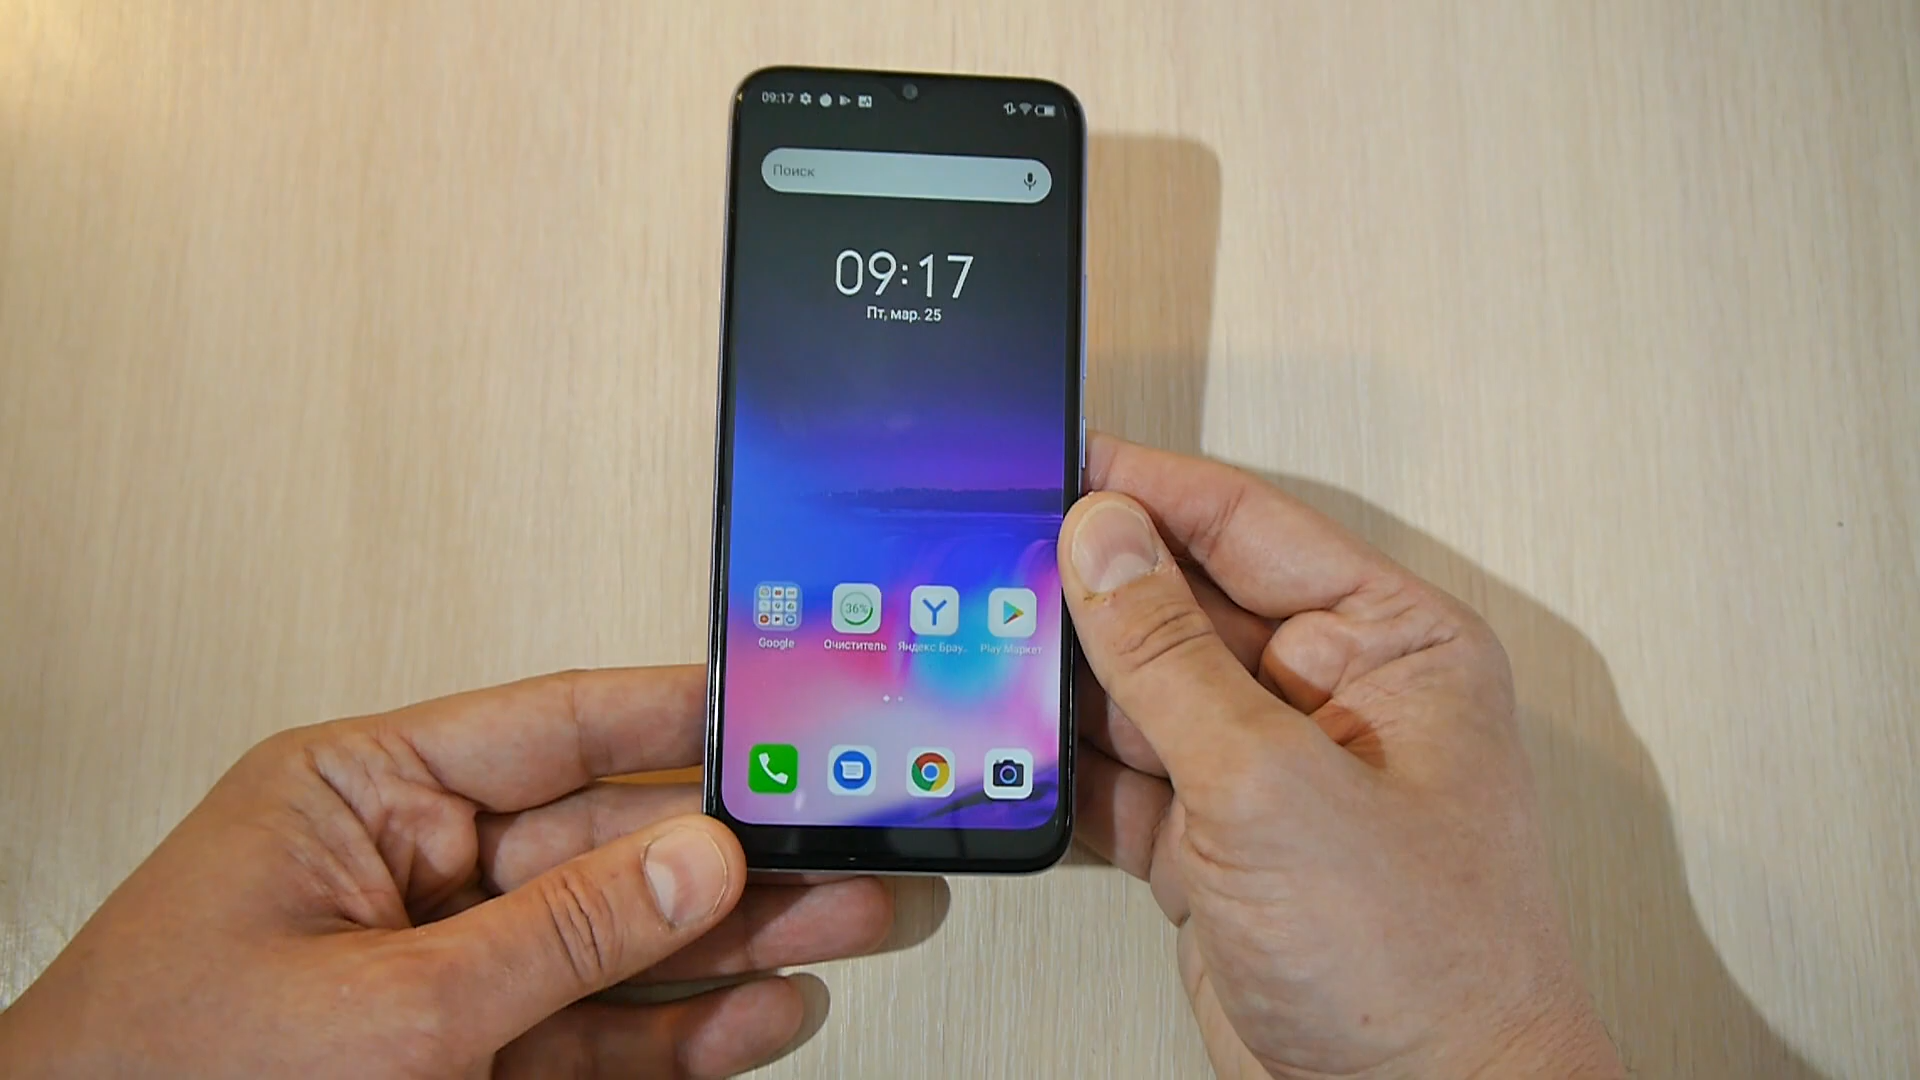 09:17
Поиск
09:17
Пт, мар. 25
36%
Google
Очиститель
Яндекс Брау..
Play Маркет